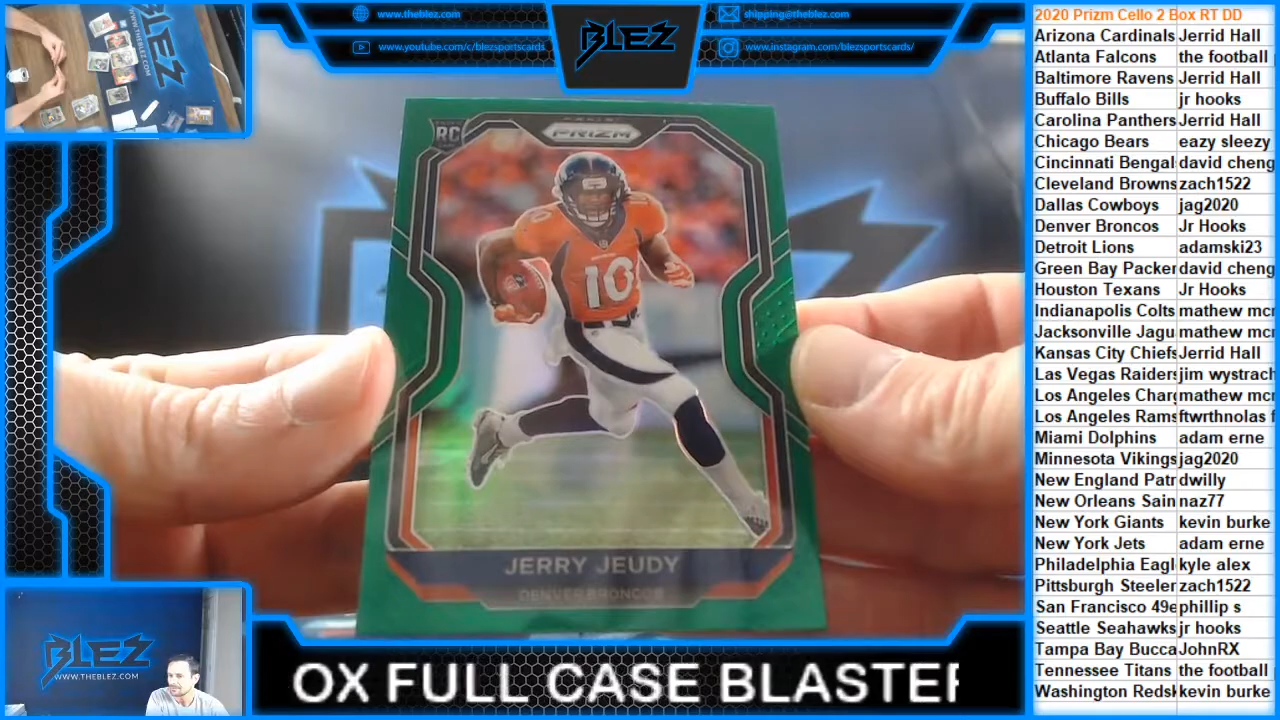 www.theblez.com
shipping@theblez.com
www.youtube.com/c/blezsportscards
www.instagram.com/blezsportscards/
BLEZ
WWW.THEBLEZ.COM
RC
PRIZM
10
10
JERRY JEUDY
DENVER BRONCOS
BLEZ
WWW.THEBLEZ.COM
OX FULL CASE BLASTER
2020 Prizm Cello 2 Box RT DD
Arizona Cardinals Jerrid Hall
Atlanta Falcons the football
Baltimore Ravens Jerrid Hall
Buffalo Bills jr hooks
Carolina Panthers Jerrid Hall
Chicago Bears eazy sleezy
Cincinnati Bengal david cheng
Cleveland Browns zach1522
Dallas Cowboys jag2020
Denver Broncos Jr Hooks
Detroit Lions adamski23
Green Bay Packer david cheng
Houston Texans Jr Hooks
Indianapolis Colts mathew mcr
Jacksonville Jagu mathew mcr
Kansas City Chiefs Jerrid Hall
Las Vegas Raiders jim wystrach
Los Angeles Charg mathew mcr
Los Angeles Rams ftwrthnolas f
Miami Dolphins adam erne
Minnesota Vikings jag2020
New England Patr dwilly
New Orleans Sain naz77
New York Giants kevin burke
New York Jets adam erne
Philadelphia Eagl kyle alex
Pittsburgh Steeler zach1522
San Francisco 49e phillip s
Seattle Seahawks jr hooks
Tampa Bay Bucca JohnRX
Tennessee Titans the football
Washington Redsk kevin burke